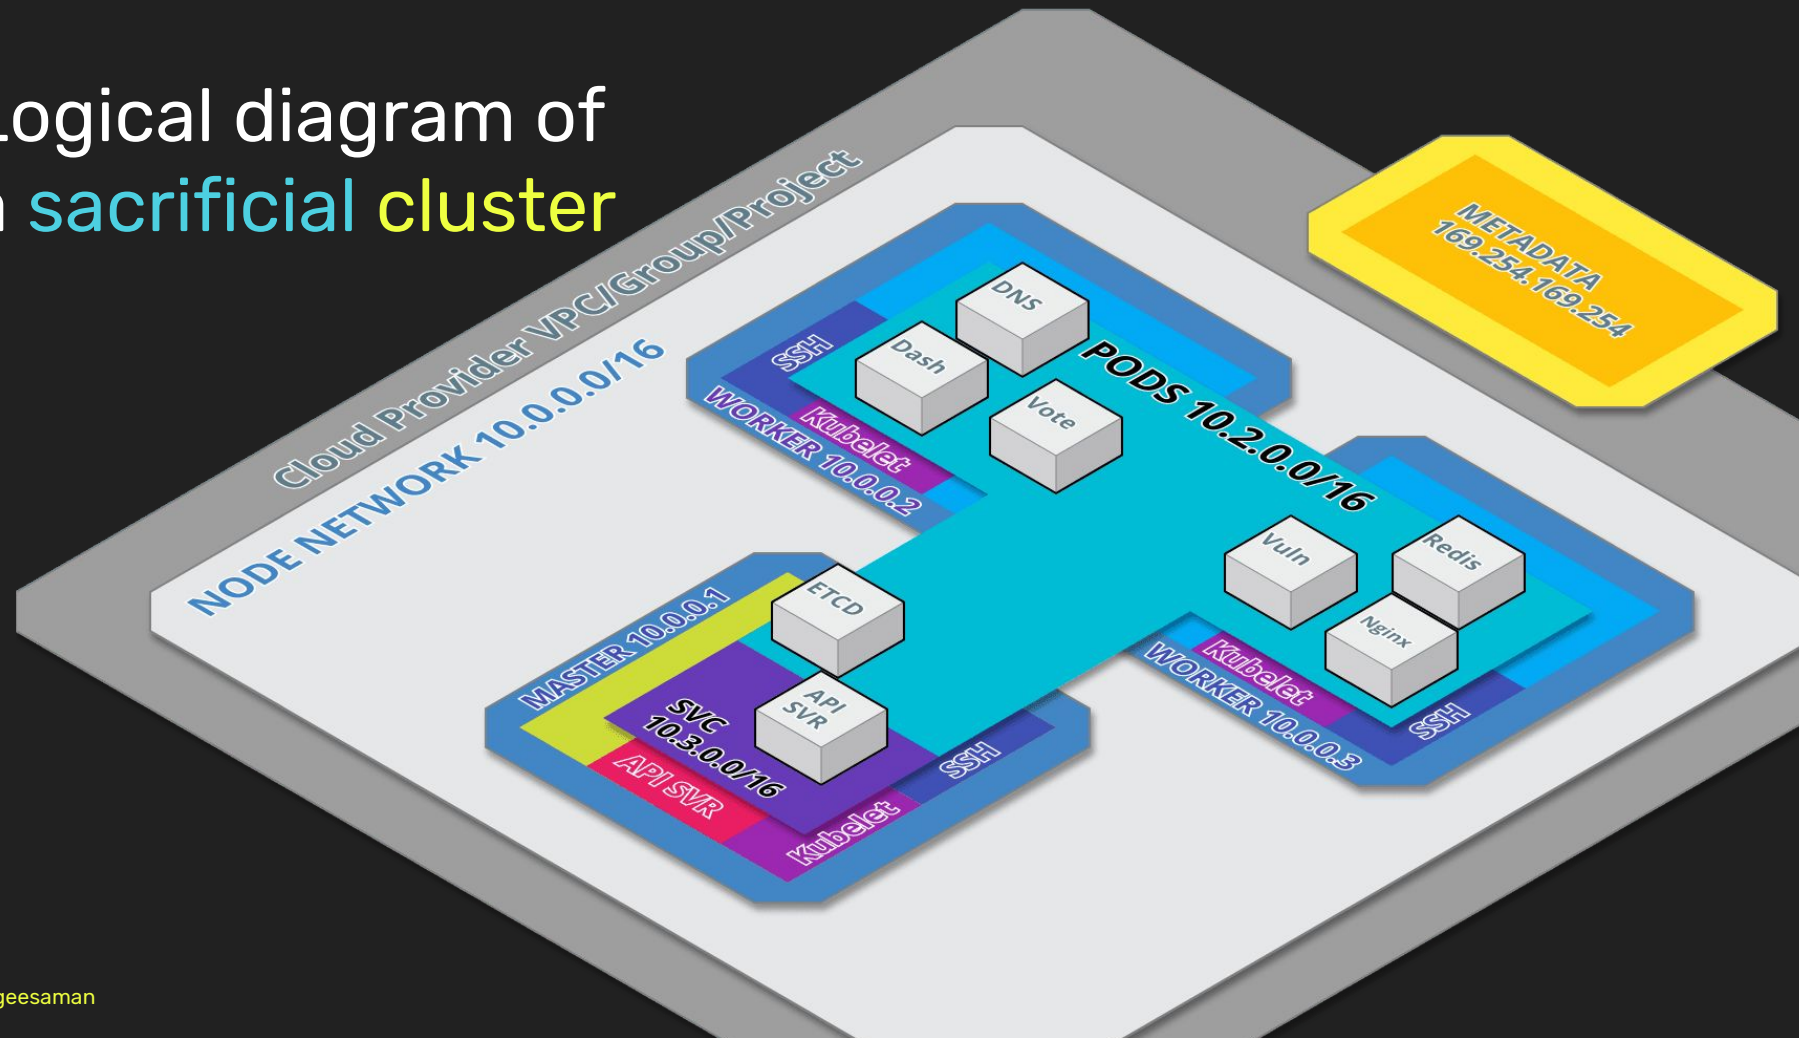 Logical diagram of
sacrificial cluster
Cloud Provider VPC/Group/Project
NODE NETWORK 10.0.0.0/16
METADATA
169.254.169.254
DNS
Dash
Vote
SSH
Kubelet
WORKER 10.0.0.2
PODS 10.2.0.0/16
Vuln
Redis
Nginx
Kubelet
SSH
WORKER 10.0.0.3
ETCD
MASTER 10.0.0.1
API
SVR
SVC
10.3.0.0/16
API SVR
Kubelet
SSH
geesaman